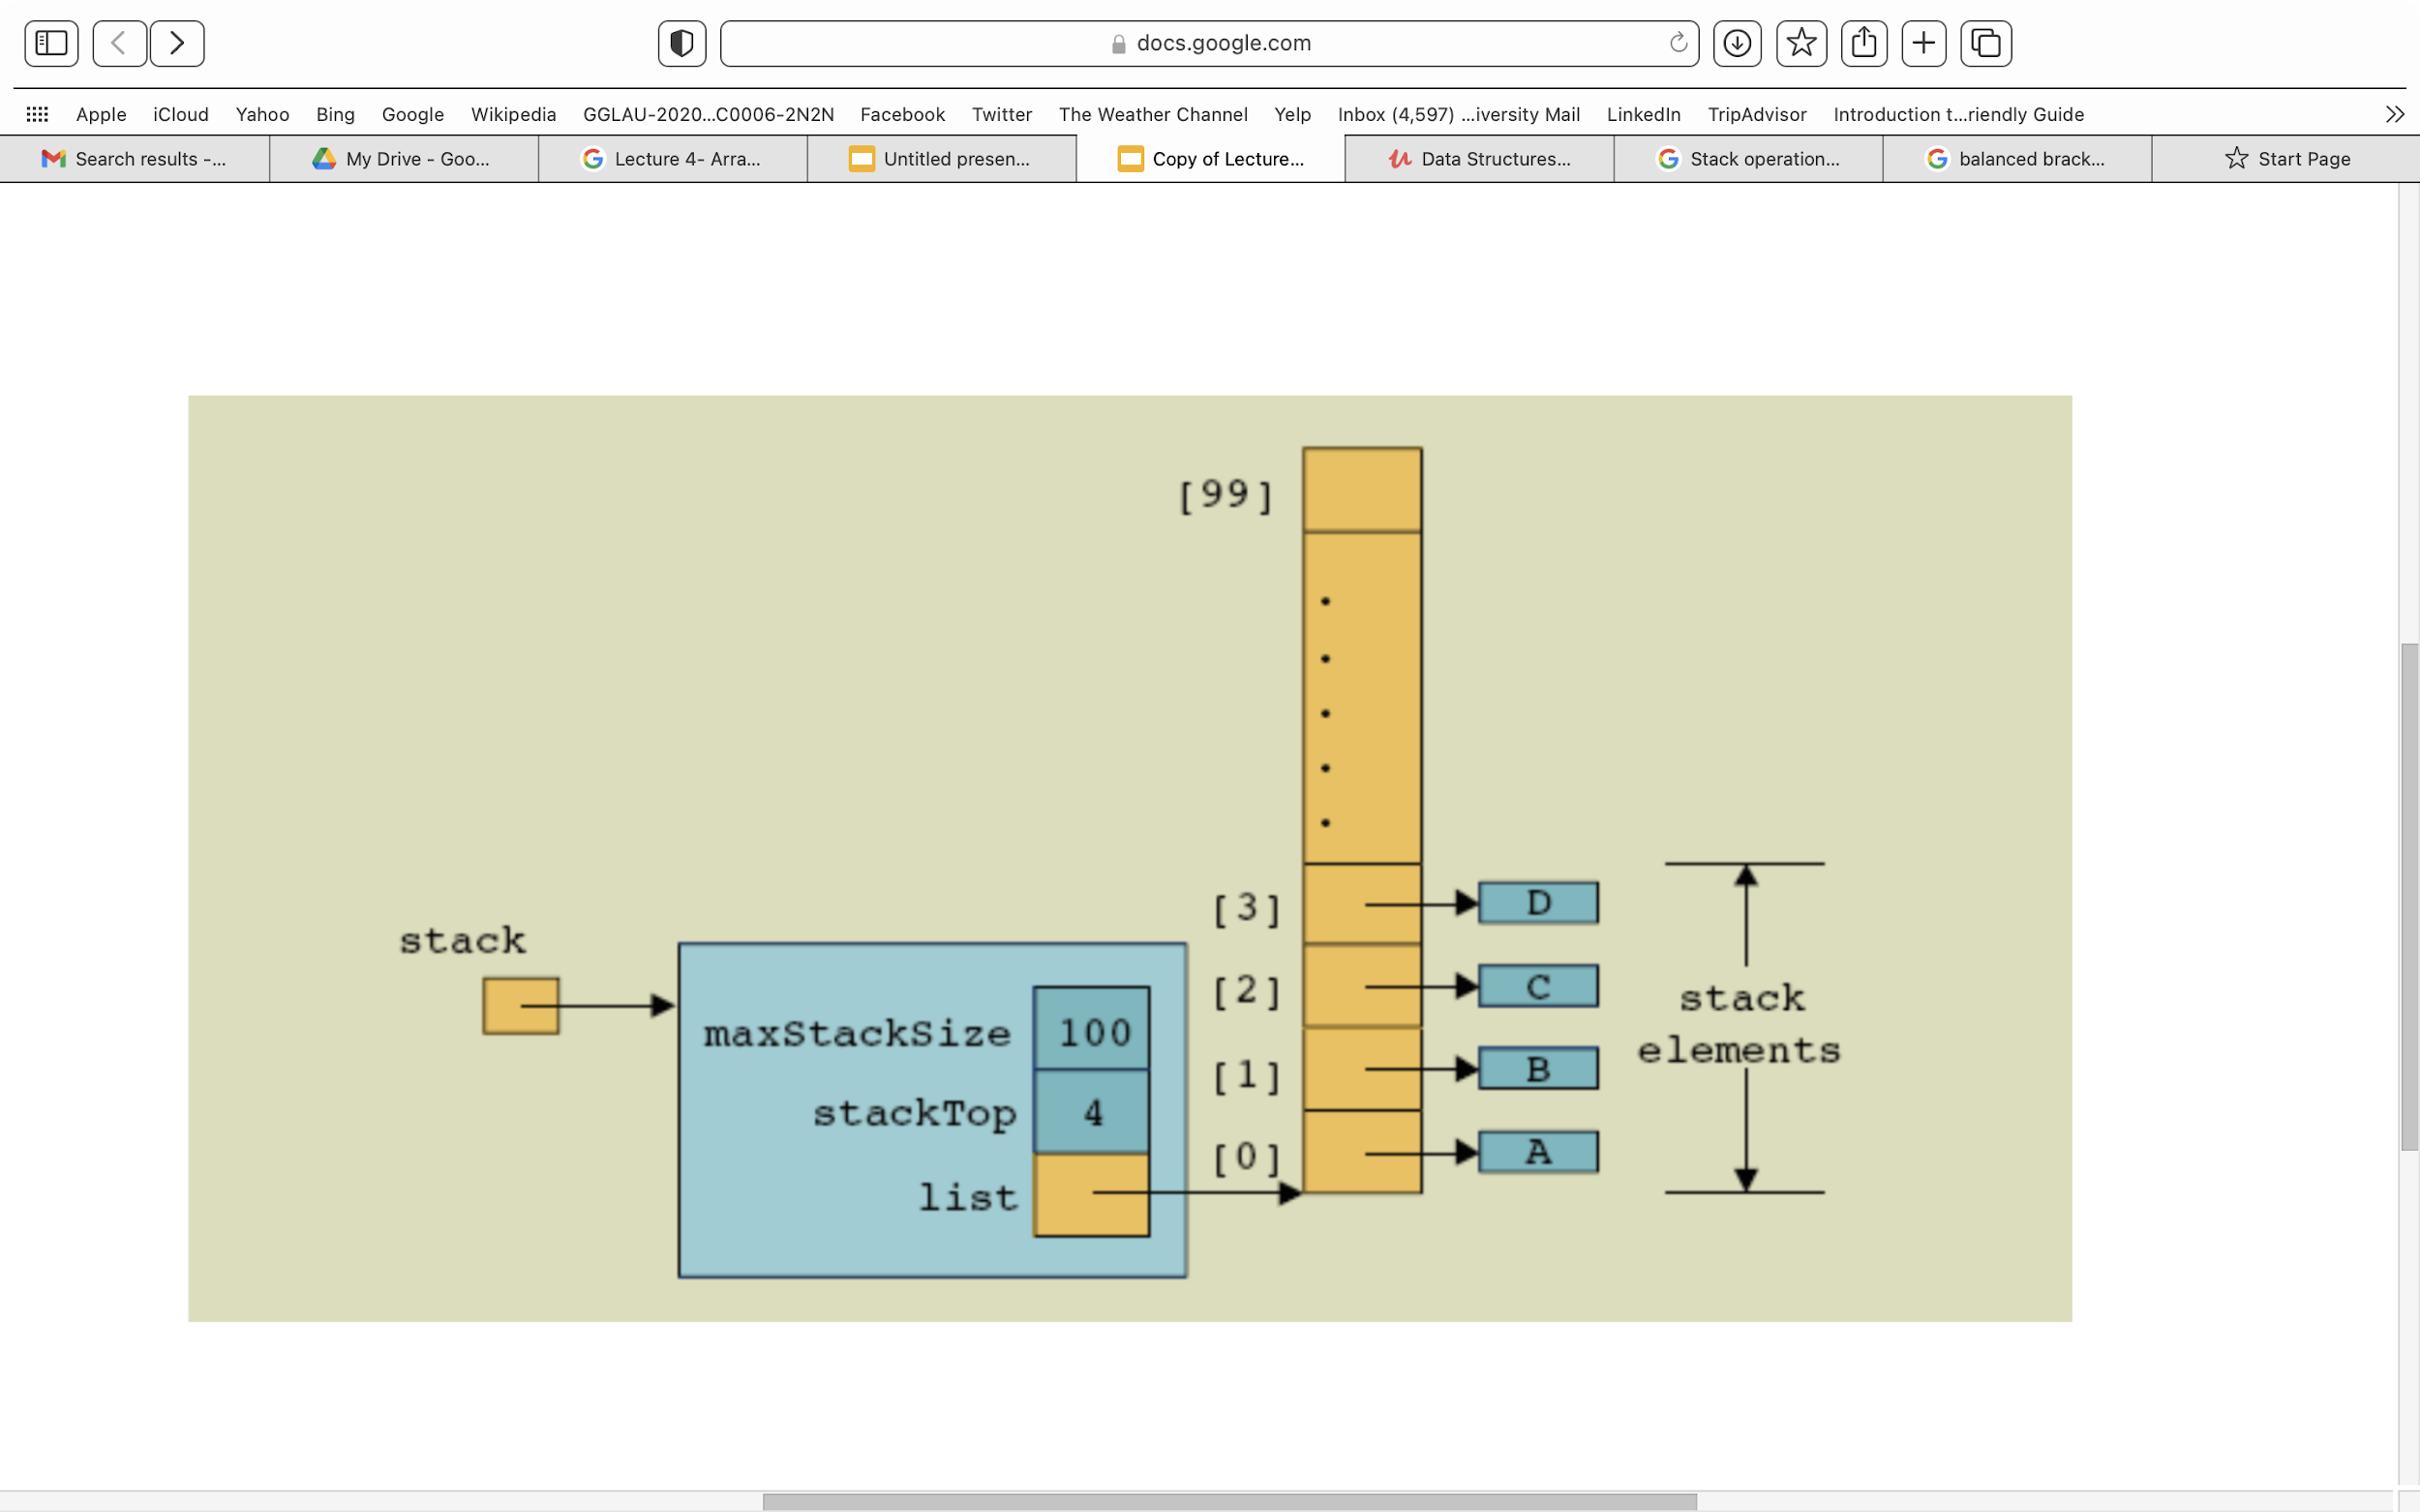 docs.google.com
Apple iCloud Yahoo Bing Google Wikipedia GGLAU-2020...C0006-2N2N Facebook Twitter The Weather Channel Yelp Inbox (4,597) ...iversity Mail LinkedIn TripAdvisor Introduction t...riendly Guide
Search results -... My Drive - Goo... Lecture 4- Arra... Untitled presen... Copy of Lecture... Data Structures... Stack operation... balanced brack... Start Page
[99]
[3] D
stack
[2] C
stack
maxStackSize 100
elements
[1] B
stackTop 4
[0] A
list